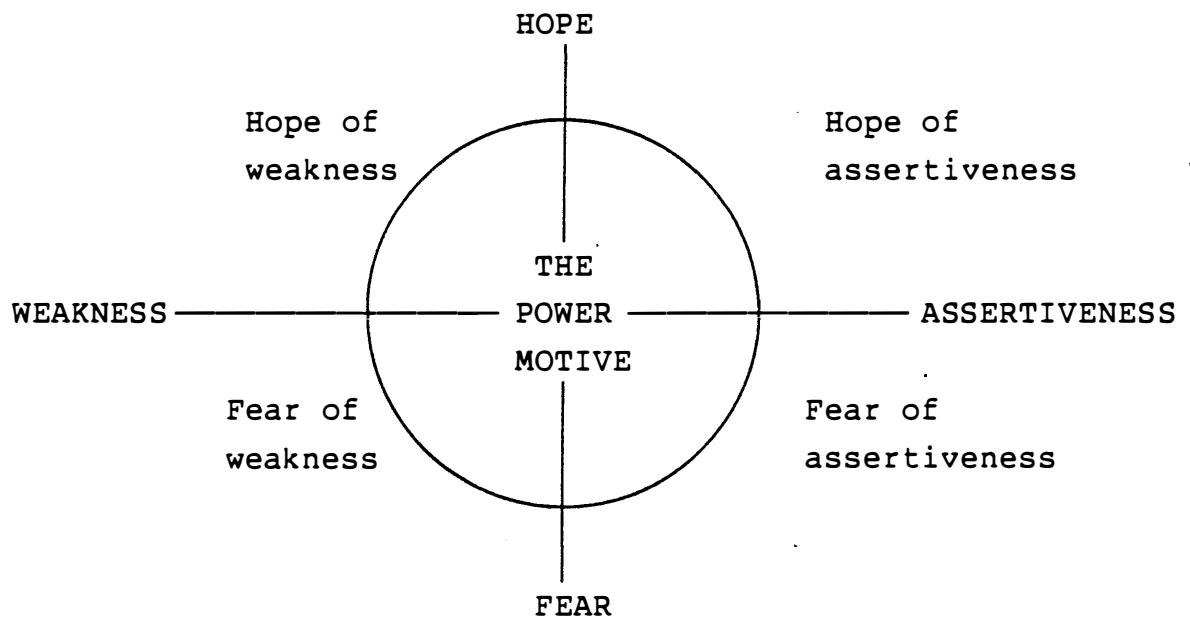 HOPE
Hope of
weakness
Hope of
assertiveness
THE
WEAKNESS
POWER
ASSERTIVENESS
MOTIVE
Fear of
weakness
Fear of
assertiveness
FEAR